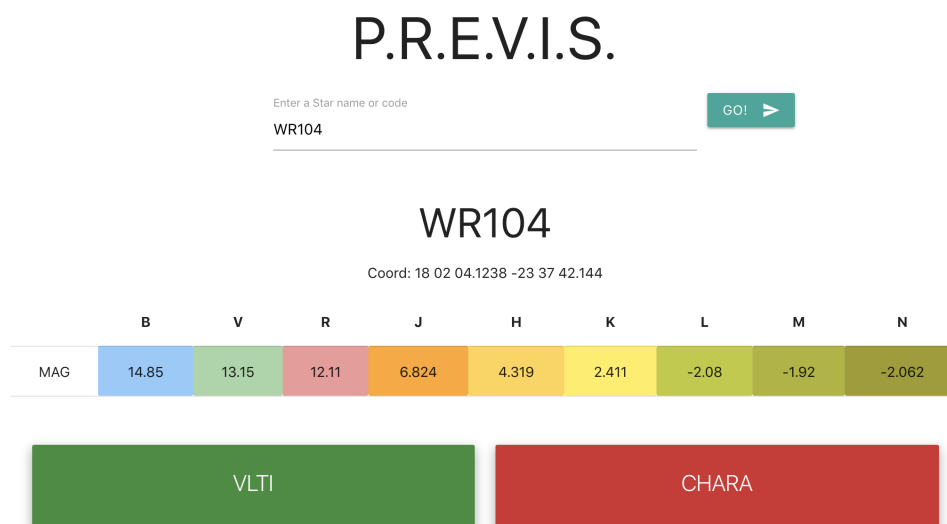 P.R.E.V.I.S.
Enter a Star name or code
WR104
GO!
WR104
Coord: 18 02 04.1238 -23 37 42.144
B V R J H K L M N
MAG 14.85 13.15 12.11 6.824 4.319 2.411 -2.08 -1.92 -2.062
VLTI CHARA